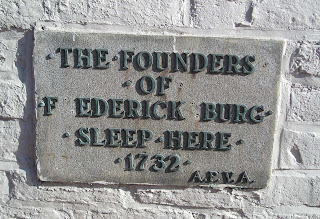 ·THE·FOUNDERS·
OF
F EDERICK BURG·
·SLEEP·HERE·
·1732·
A.P.V.A.